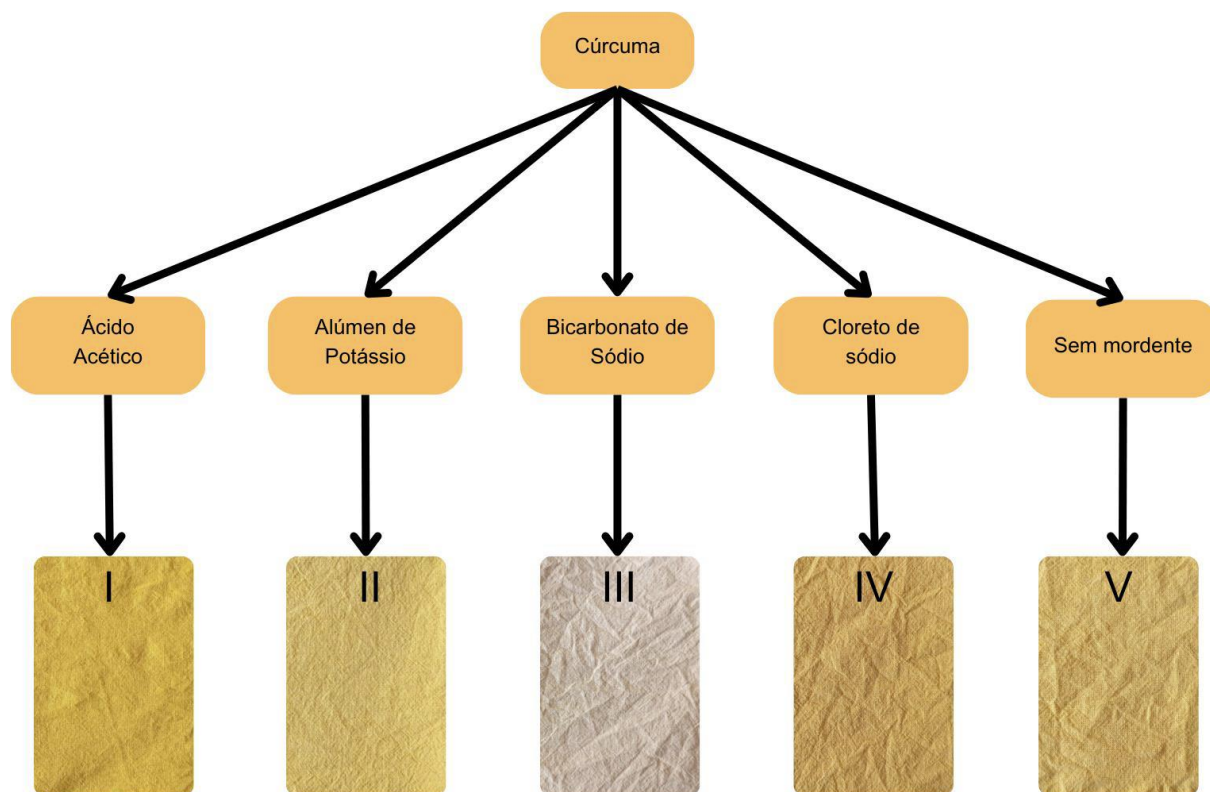 Cúrcuma
Ácido
Acético
Alúmen de
Potássio
Bicarbonato de
Sódio
Cloreto de
sódio
Sem mordente
I
II
III
IV
V